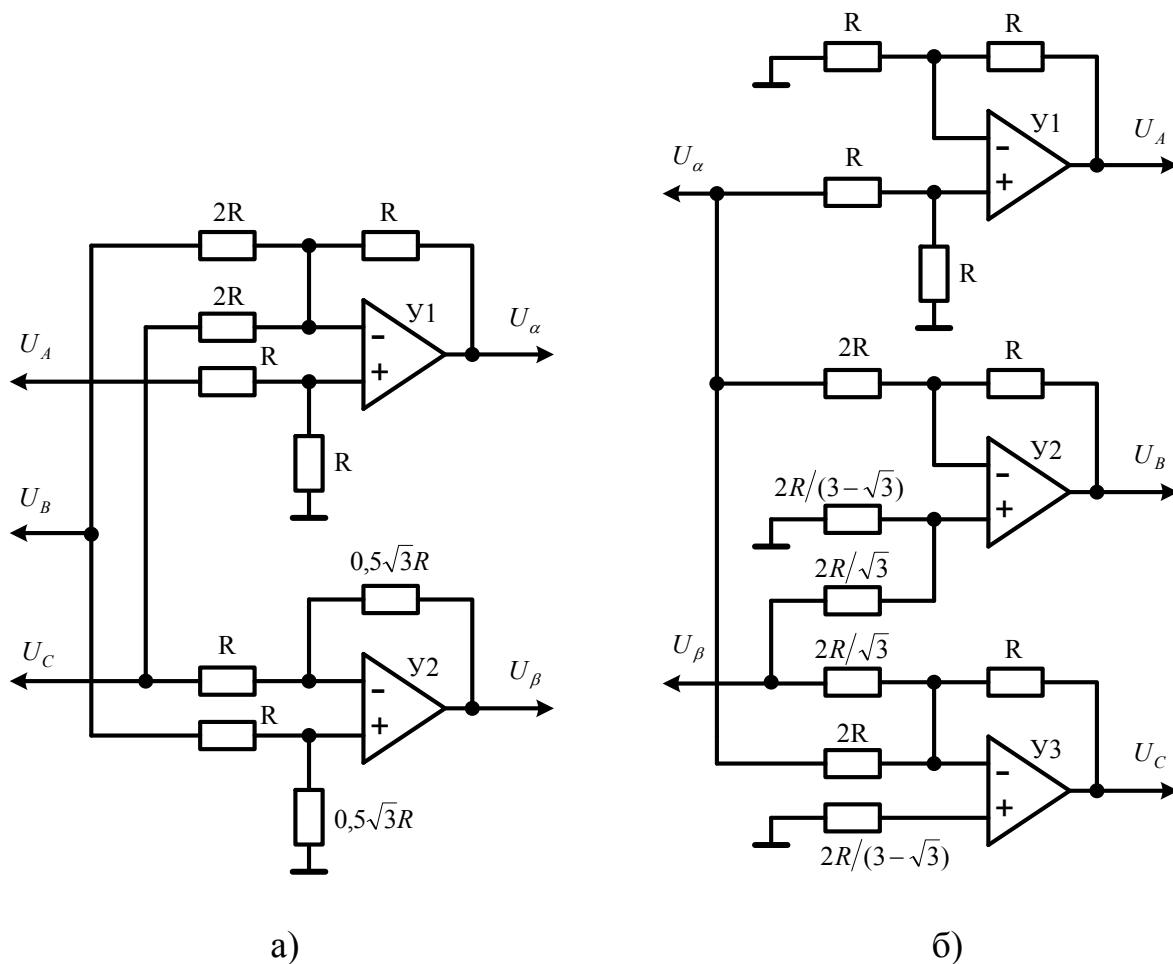 2R
R
2R
У1
-
+
U_α
U_A
R
R
U_B
0,5√3R
U_C
R
У2
-
+
U_β
R
0,5√3R
а)
R
R
У1
-
+
U_A
U_α
R
R
2R
R
У2
-
+
U_B
2R/(3−√3)
2R/√3
U_β
2R/√3
R
2R
У3
-
+
U_C
2R/(3−√3)
б)